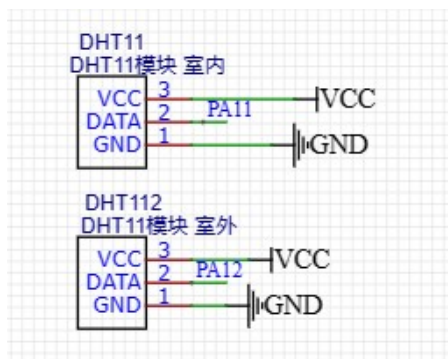 DHT11
DHT11模块 室内
VCC 3 VCC
DATA 2 PA11
GND 1 GND
DHT112
DHT11模块 室外
VCC 3 VCC
DATA 2 PA12
GND 1 GND